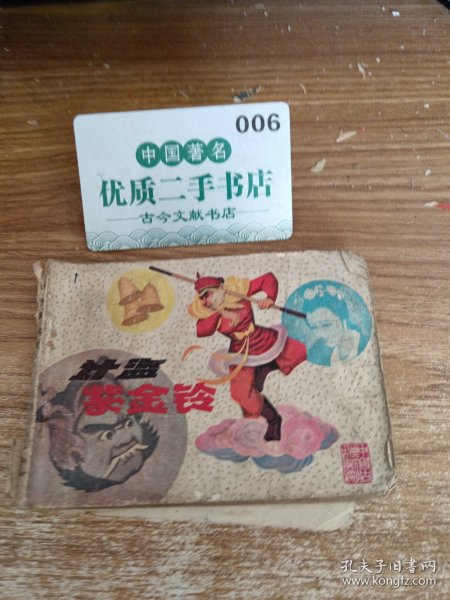 006
中国著名
优质二手书店
古今文献书店
1
计盗
紫金铃
孔夫子旧书网
www.kongfz.com